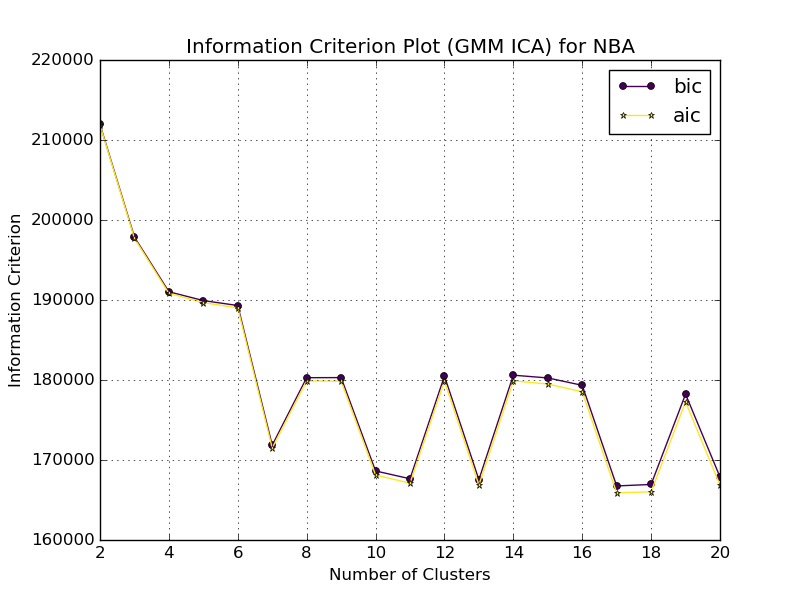 Information Criterion Plot (GMM ICA) for NBA
220000
210000
200000
190000
180000
170000
160000
Information Criterion
bic
aic
2 4 6 8 10 12 14 16 18 20
Number of Clusters